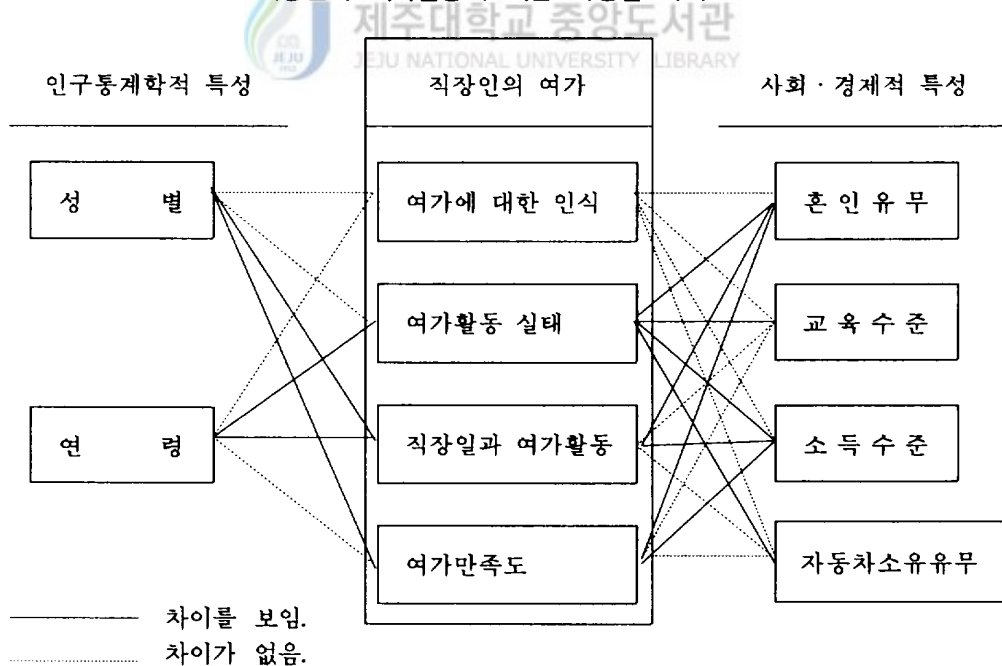 제주대학교 중앙도서관
JEJU NATIONAL UNIVERSITY LIBRARY
JEJU
1952
인구통계학적 특성
직장인의 여가
사회·경제적 특성
성 별
여가에 대한 인식
혼 인 유 무
여가활동 실태
교 육 수 준
연 령
직장일과 여가활동
소 득 수 준
여가만족도
자동차소유유무
차이를 보임.
차이가 없음.